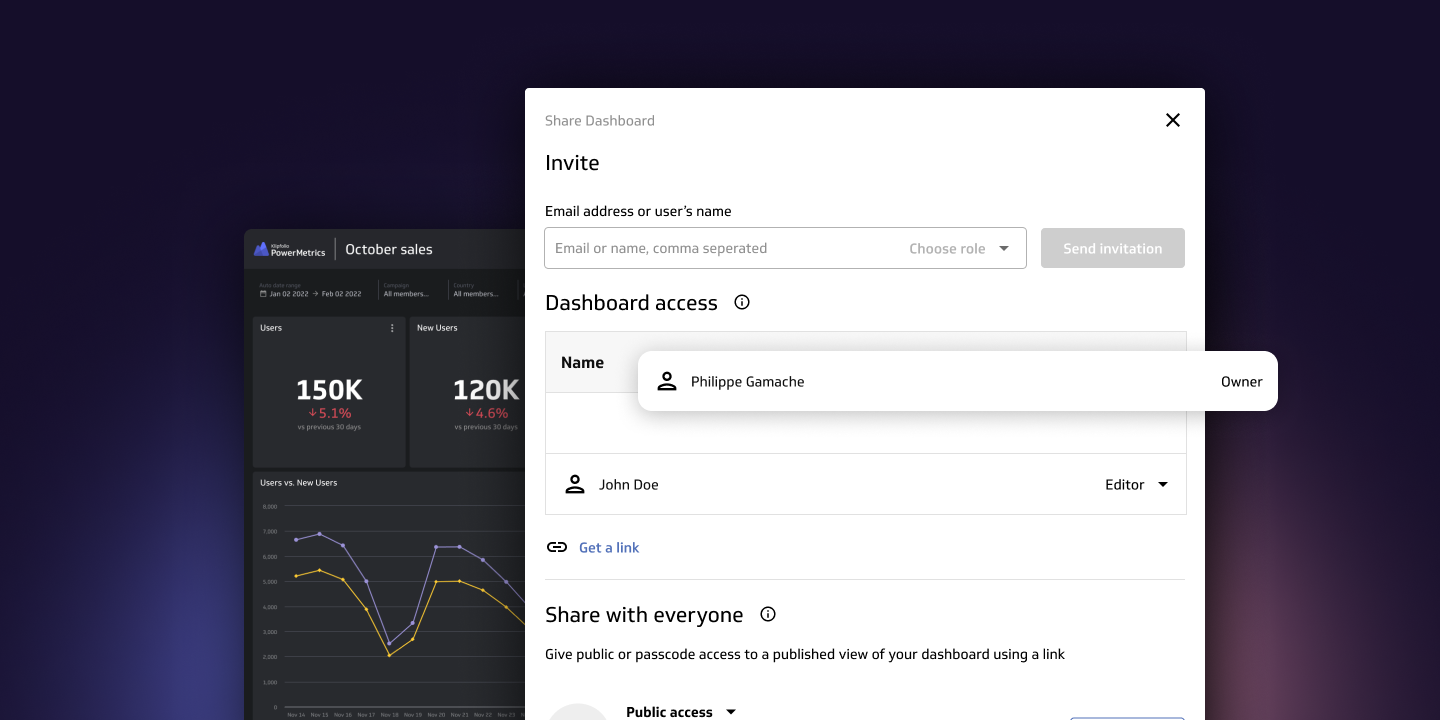 Share Dashboard
Invite
Email address or user's name
Email or name, comma seperated
Choose role
Send invitation
Dashboard access
Name
Philippe Gamache
Owner
John Doe
Editor
Get a link
Share with everyone
Give public or passcode access to a published view of your dashboard using a link
Public access
Klipfolio
PowerMetrics
October sales
Auto date range
Jan 02 2022 → Feb 02 2022
Campaign
All members...
Country
All members...
Users
150K
↓5.1%
vs previous 30 days
New Users
120K
↓4.6%
vs previous 30 days
Users vs. New Users
8,000
7,000
6,000
5,000
4,000
3,000
2,000
1,000
0
Nov 14 Nov 15 Nov 16 Nov 17 Nov 18 Nov 19 Nov 20 Nov 21 Nov 22 Nov 23